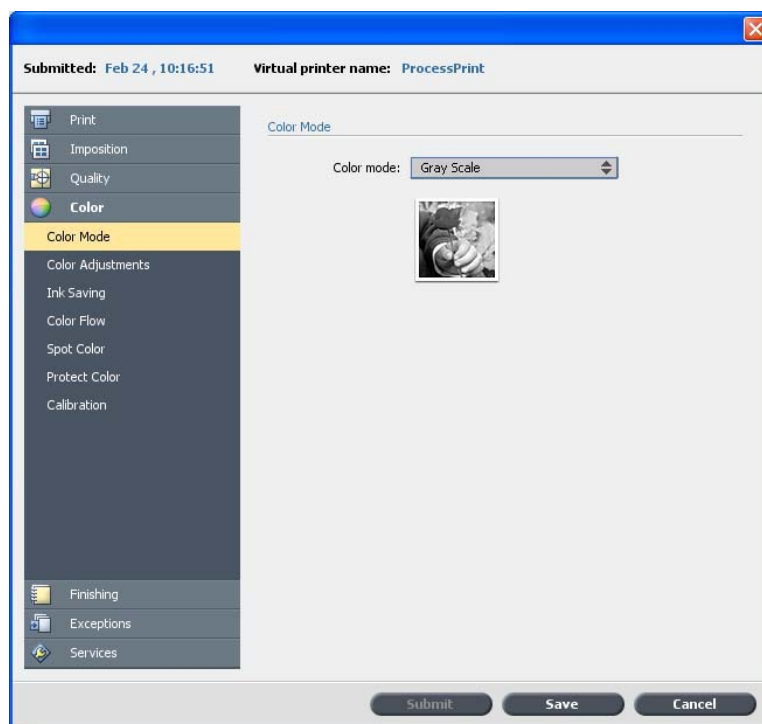 Submitted: Feb 24 , 10:16:51 Virtual printer name: ProcessPrint
Print
Imposition
Quality
Color
Color Mode
Color Adjustments
Ink Saving
Color Flow
Spot Color
Protect Color
Calibration
Finishing
Exceptions
Services
Color Mode
Color mode: Gray Scale
Submit Save Cancel